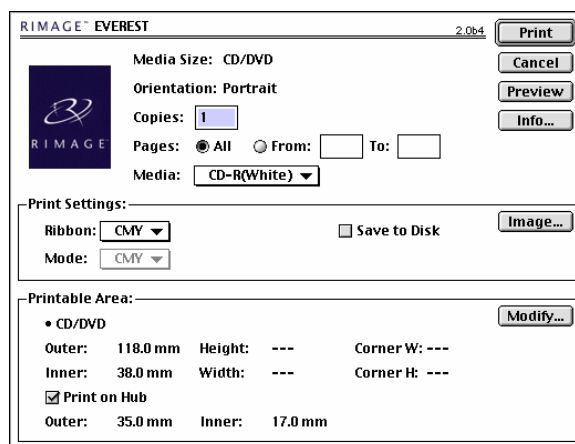 RIMAGE™ EVEREST 2.0b4 Print
Media Size: CD/DVD Cancel
Orientation: Portrait Preview
Copies: 1 Info...
RIMAGE
Pages: All From: To:
Media: CD-R(White)
Print Settings:
Ribbon: CMY Save to Disk Image...
Mode: CMY
Printable Area:
• CD/DVD Modify...
Outer: 118.0 mm Height: --- Corner W: ---
Inner: 38.0 mm Width: --- Corner H: ---
Print on Hub
Outer: 35.0 mm Inner: 17.0 mm